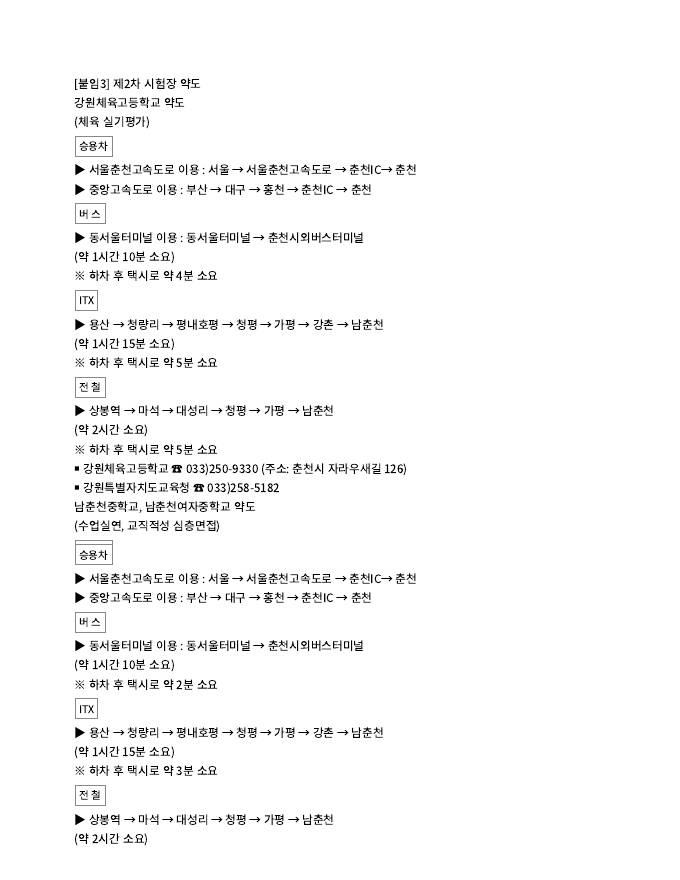 [붙임3] 제2차 시험장 약도
강원체육고등학교 약도
(체육 실기평가)
승용차
▶ 서울춘천고속도로 이용 : 서울 → 서울춘천고속도로 → 춘천IC→ 춘천
▶ 중앙고속도로 이용 : 부산 → 대구 → 홍천 → 춘천IC → 춘천
버 스
▶ 동서울터미널 이용 : 동서울터미널 → 춘천시외버스터미널
(약 1시간 10분 소요)
※ 하차 후 택시로 약 4분 소요
ITX
▶ 용산 → 청량리 → 평내호평 → 청평 → 가평 → 강촌 → 남춘천
(약 1시간 15분 소요)
※ 하차 후 택시로 약 5분 소요
전 철
▶ 상봉역 → 마석 → 대성리 → 청평 → 가평 → 남춘천
(약 2시간 소요)
※ 하차 후 택시로 약 5분 소요
▪ 강원체육고등학교 ☎ 033)250-9330 (주소: 춘천시 자라우새길 126)
▪ 강원특별자치도교육청 ☎ 033)258-5182
남춘천중학교, 남춘천여자중학교 약도
(수업실연, 교직적성 심층면접)
승용차
▶ 서울춘천고속도로 이용 : 서울 → 서울춘천고속도로 → 춘천IC→ 춘천
▶ 중앙고속도로 이용 : 부산 → 대구 → 홍천 → 춘천IC → 춘천
버 스
▶ 동서울터미널 이용 : 동서울터미널 → 춘천시외버스터미널
(약 1시간 10분 소요)
※ 하차 후 택시로 약 2분 소요
ITX
▶ 용산 → 청량리 → 평내호평 → 청평 → 가평 → 강촌 → 남춘천
(약 1시간 15분 소요)
※ 하차 후 택시로 약 3분 소요
전 철
▶ 상봉역 → 마석 → 대성리 → 청평 → 가평 → 남춘천
(약 2시간 소요)